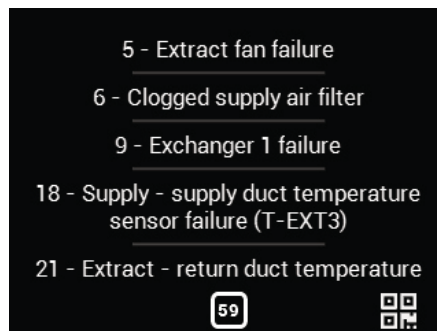 5 - Extract fan failure
6 - Clogged supply air filter
9 - Exchanger 1 failure
18 - Supply - supply duct temperature
sensor failure (T-EXT3)
21 - Extract - return duct temperature
59